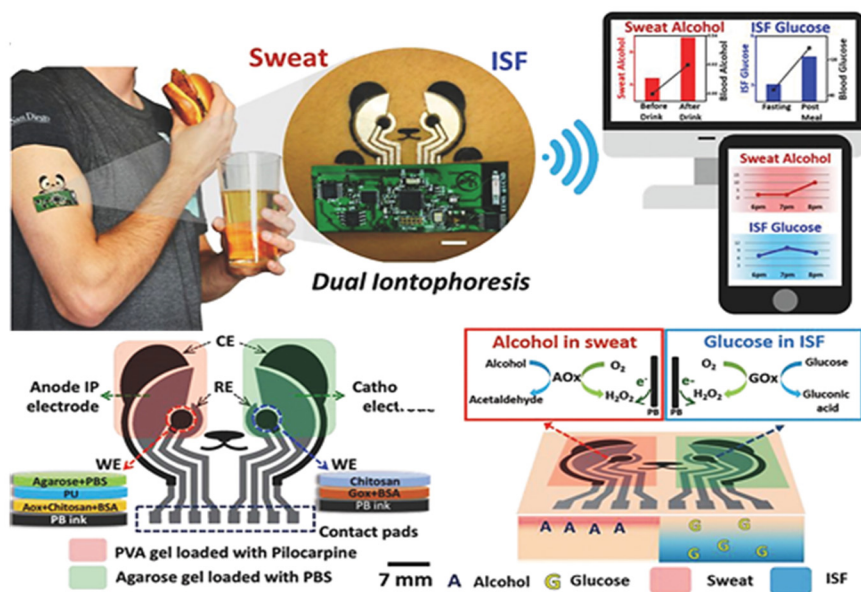 San Diego
Sweat
ISF
Dual Iontophoresis
Sweat Alcohol
ISF Glucose
Sweat Alcohol
Blood Alcohol
ISF Glucose
Blood Glucose
Before Drink
After Drink
Fasting
Post Meal
Sweat Alcohol
6pm 7pm 8pm
ISF Glucose
6pm 7pm 8pm
CE
Anode IP
electrode
RE
Catho
elect
WE
WE
Agarose+PBS
PU
Aox+Chitosan+BSA
PB ink
Chitosan
Gox+BSA
PB ink
Contact pads
PVA gel loaded with Pilocarpine
Agarose gel loaded with PBS
7 mm
Alcohol in sweat
Glucose in ISF
Alcohol
AOx
O2
Acetaldehyde
H2O2
e-
PB
PB
e-
O2
H2O2
GOx
Glucose
Gluconic
acid
A A A A
G G
G G G
A Alcohol
G Glucose
Sweat
ISF